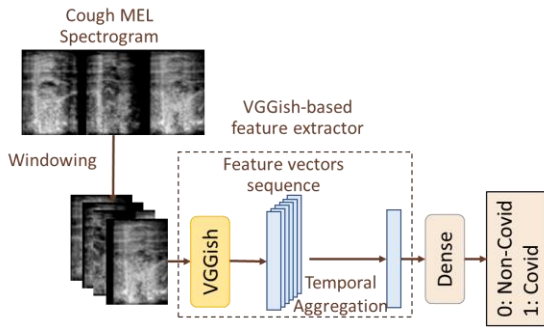 Cough MEL
Spectrogram
VGGish-based
feature extractor
Windowing
Feature vectors
sequence
VGGish
Temporal
Aggregation
Dense
0: Non-Covid
1: Covid